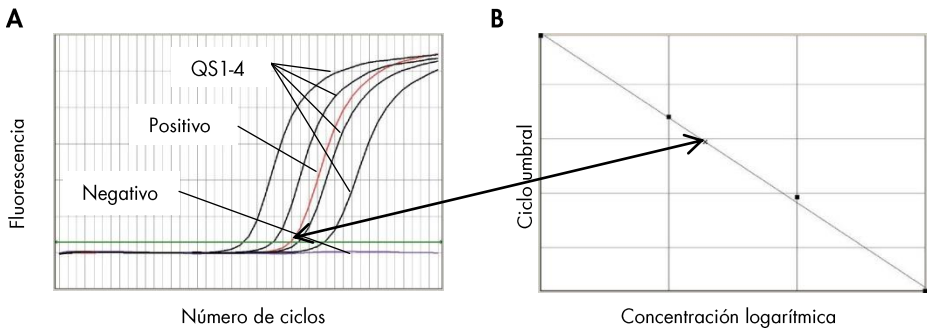 A
B
QS1-4
Positivo
Negativo
Fluorescencia
Ciclo umbral
Número de ciclos
Concentración logarítmica